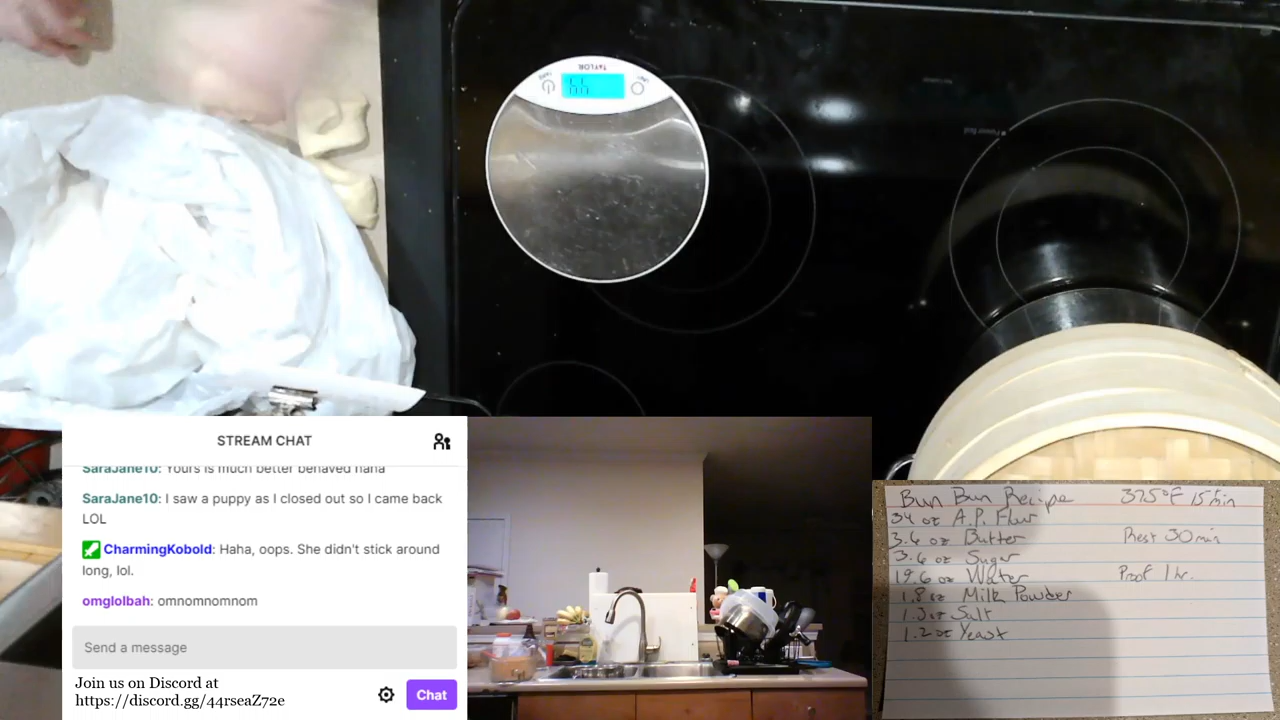 TAYLOR
STREAM CHAT
SaraJane10: Yours is much better behaved haha
SaraJane10: I saw a puppy as I closed out so I came back
LOL
CharmingKobold: Haha, oops. She didn't stick around
long, lol.
omglolbah: omnomnomnom
Send a message
Join us on Discord at
https://discord.gg/44rseaZ72e
Chat
Bun Bun Recipe 375°F 15 min
34 oz A.P. Flour
3.6 oz Butter Rest 30 min
3.6 oz Sugar
19.6 oz Water Proof 1 hr.
1.8 oz Milk Powder
Salt
1.2 oz Yeast